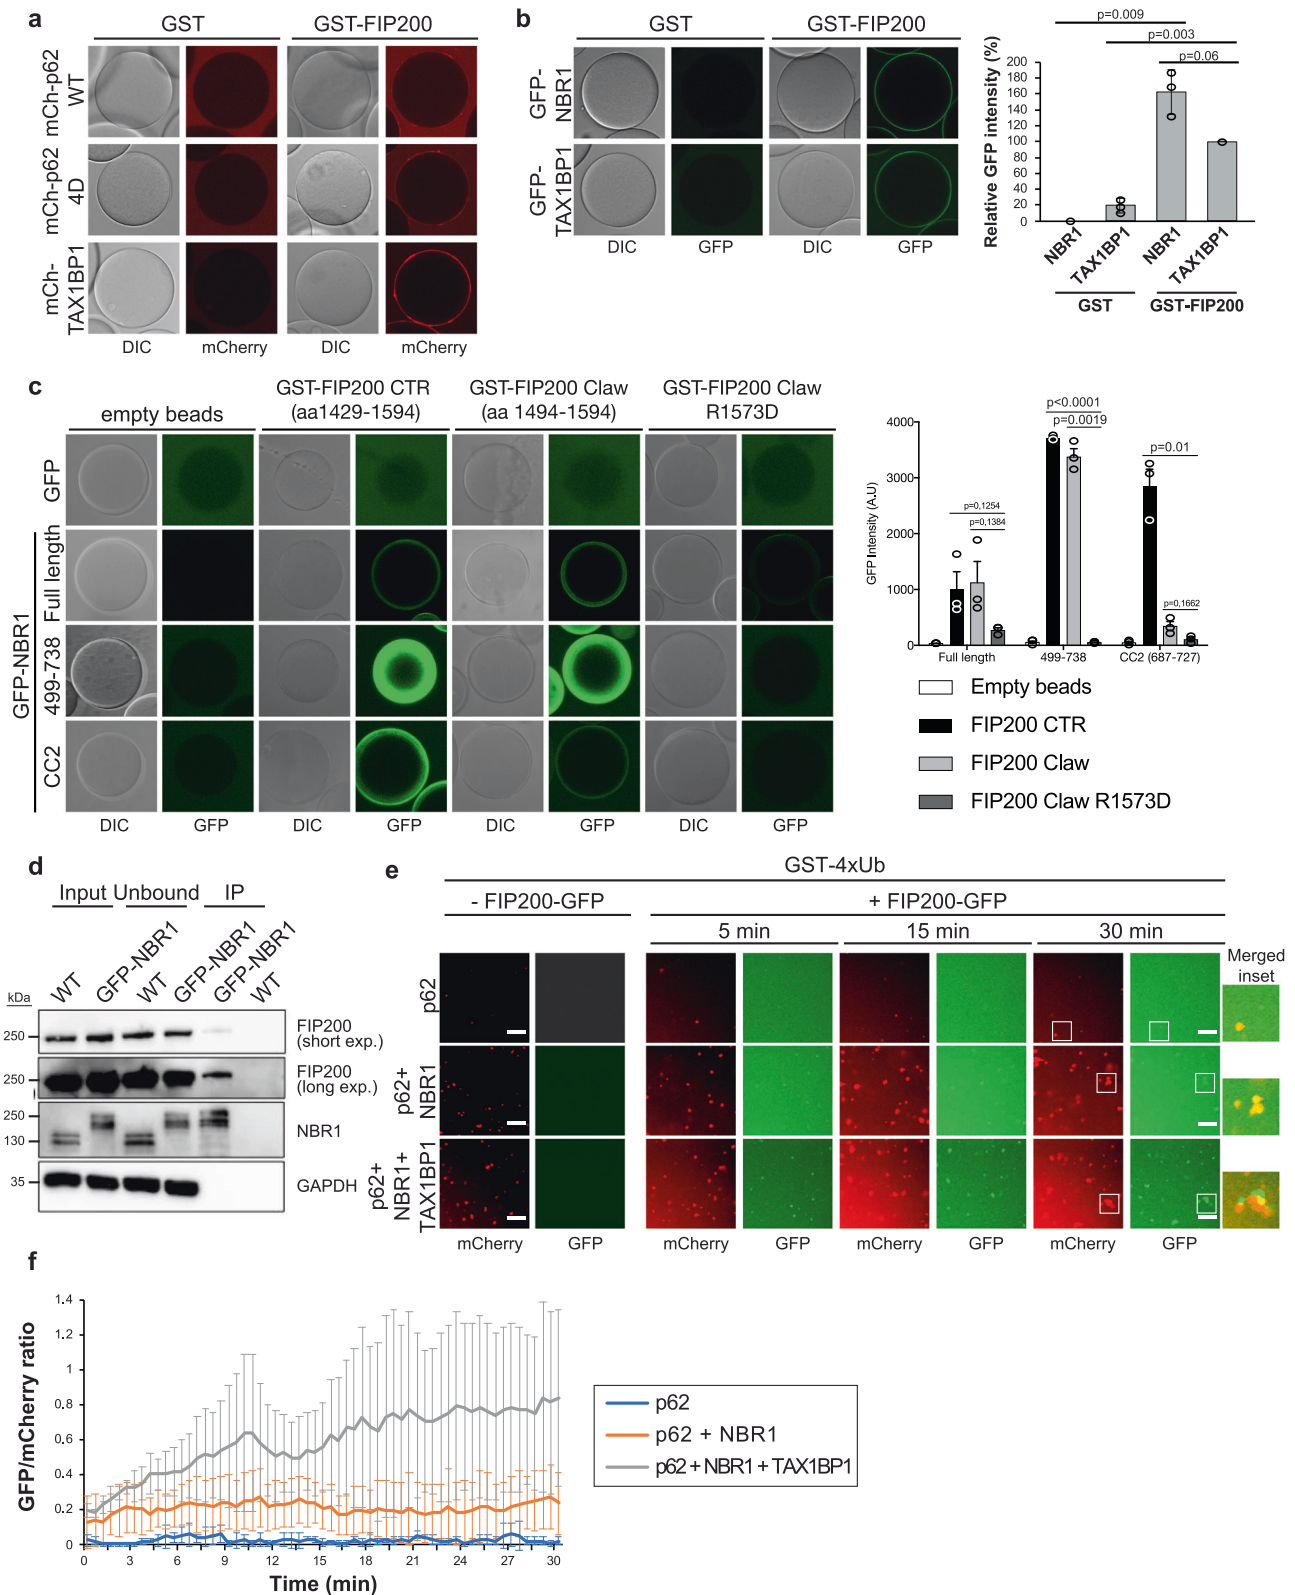 a
GST
GST-FIP200
mCh-p62 WT
mCh-p62 4D
mCh-TAX1BP1
DIC
mCherry
DIC
mCherry
b
GST
GST-FIP200
GFP-NBR1
GFP-TAX1BP1
DIC
GFP
DIC
GFP
p=0.009
p=0.003
p=0.06
Relative GFP intensity (%)
200
180
160
140
120
100
80
60
40
20
0
NBR1
TAX1BP1
NBR1
TAX1BP1
GST
GST-FIP200
c
empty beads
GST-FIP200 CTR
(aa1429-1594)
GST-FIP200 Claw
(aa 1494-1594)
GST-FIP200 Claw
R1573D
GFP
GFP-NBR1
Full length
499-738
CC2
DIC
GFP
DIC
GFP
DIC
GFP
DIC
GFP
GFP Intensity (A.U)
4000
3000
2000
1000
0
p=0,1254
p=0,1384
p<0.0001
p=0.0019
p=0.01
p=0,1662
Full length
499-738
CC2 (687-727)
Empty beads
FIP200 CTR
FIP200 Claw
FIP200 Claw R1573D
d
Input
Unbound
IP
WT
GFP-NBR1
WT
GFP-NBR1
GFP-NBR1
WT
kDa
250
FIP200
(short exp.)
250
FIP200
(long exp.)
250
130
NBR1
35
GAPDH
e
GST-4xUb
- FIP200-GFP
+ FIP200-GFP
5 min
15 min
30 min
Merged
inset
p62
p62+
NBR1
p62+
NBR1+
TAX1BP1
mCherry
GFP
mCherry
GFP
mCherry
GFP
mCherry
GFP
f
GFP/mCherry ratio
1.4
1.2
1
0.8
0.6
0.4
0.2
0
0
3
6
9
12
15
18
21
24
27
30
Time (min)
p62
p62 + NBR1
p62 + NBR1 + TAX1BP1